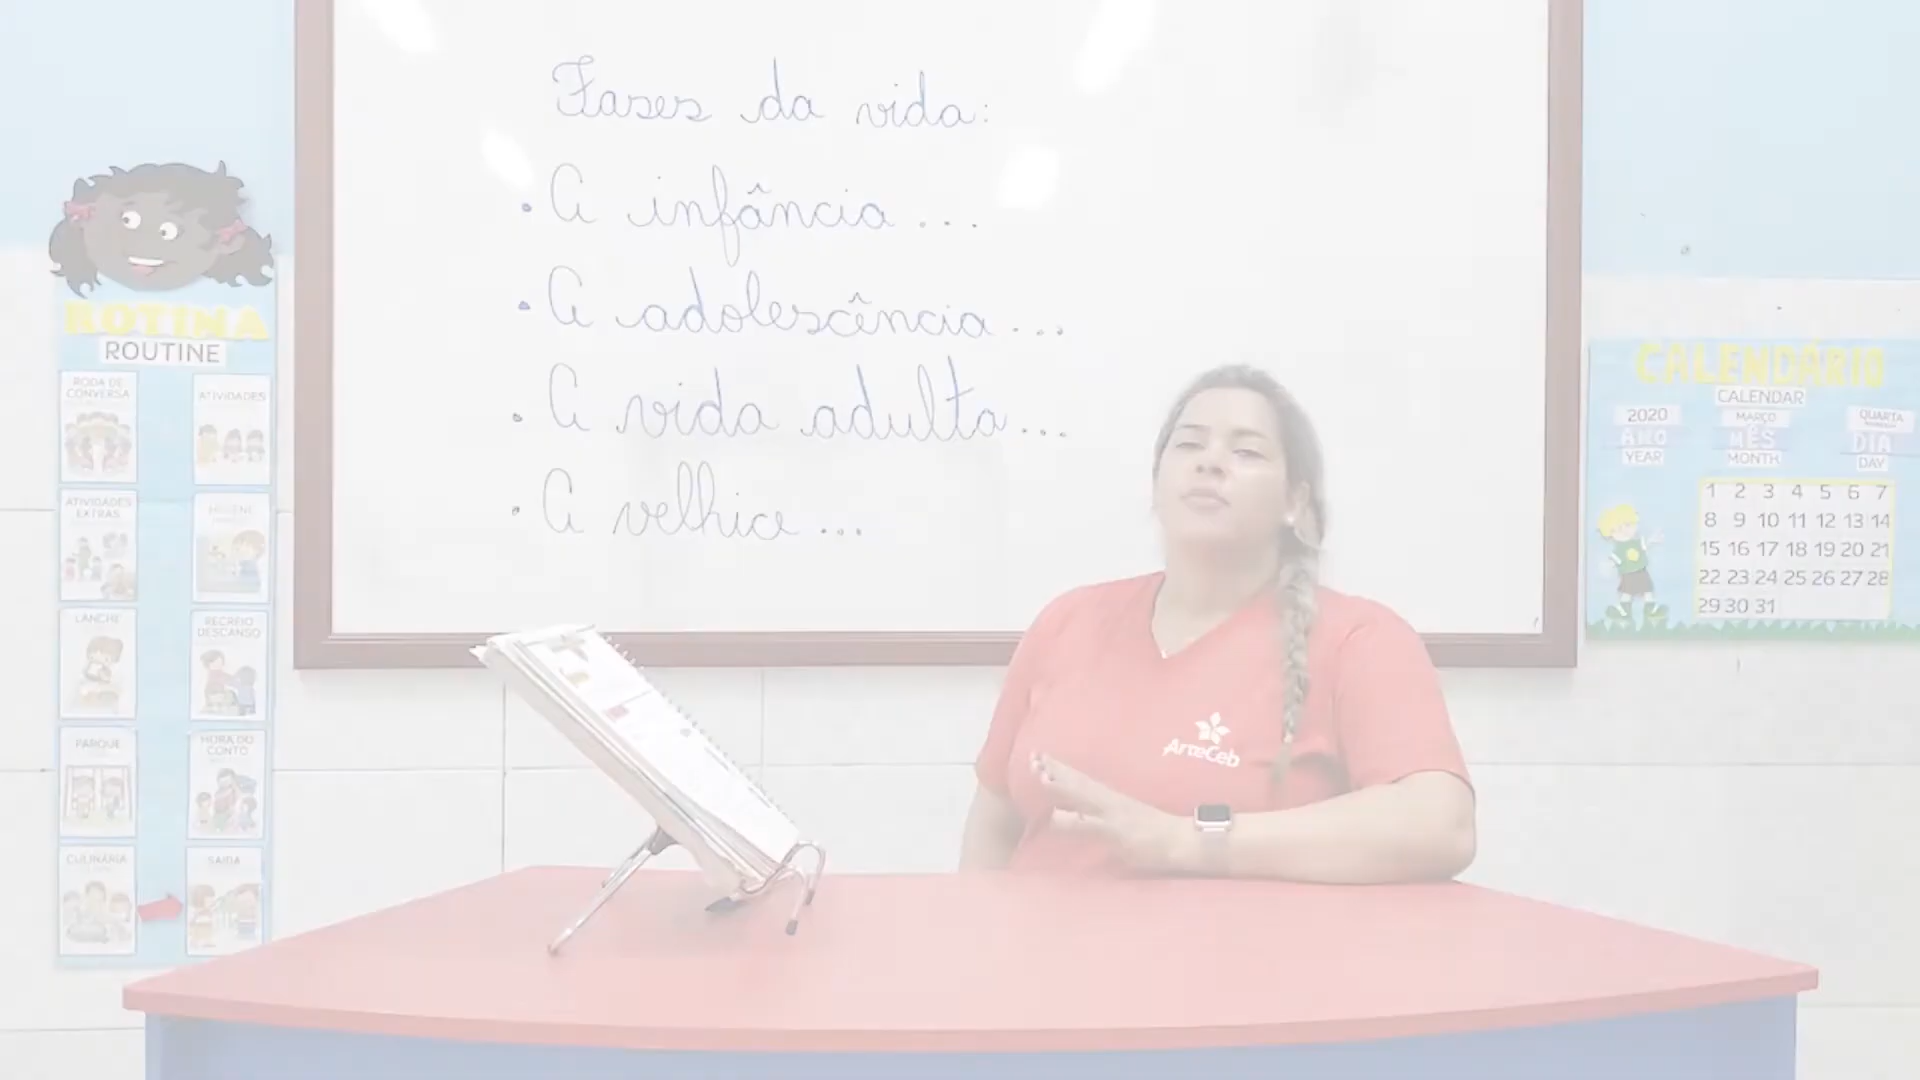 Fases da vida:
• A infância...
• A adolescência...
• A vida adulta...
• A velhice...
ROTINA
ROUTINE
RODA DE
CONVERSA
ATIVIDADES
ATIVIDADES
EXTRAS
HIGIENE
LANCHE
RECREIO
DESCANSO
PARQUE
HORA DO
CONTO
CULINÁRIA
SAÍDA
ArteCeb
CALENDÁRIO
CALENDAR
2020
ANO
YEAR
MARÇO
MÊS
MONTH
QUARTA
DIA
DAY
1 2 3 4 5 6 7
8 9 10 11 12 13 14
15 16 17 18 19 20 21
22 23 24 25 26 27 28
29 30 31